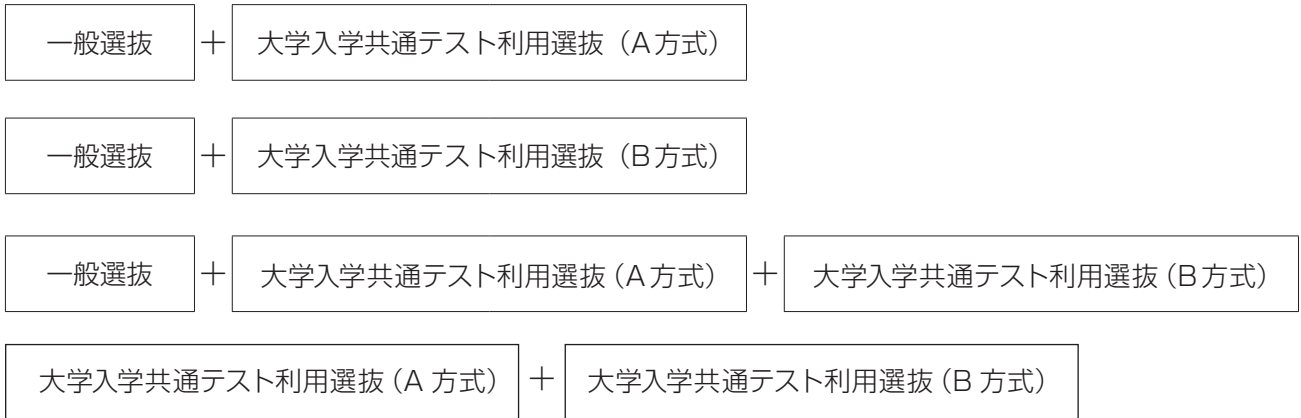 一般選抜 + 大学入学共通テスト利用選抜（A方式）
一般選抜 + 大学入学共通テスト利用選抜（B方式）
一般選抜 + 大学入学共通テスト利用選抜（A方式） + 大学入学共通テスト利用選抜（B方式）
大学入学共通テスト利用選抜（A 方式） + 大学入学共通テスト利用選抜（B 方式）